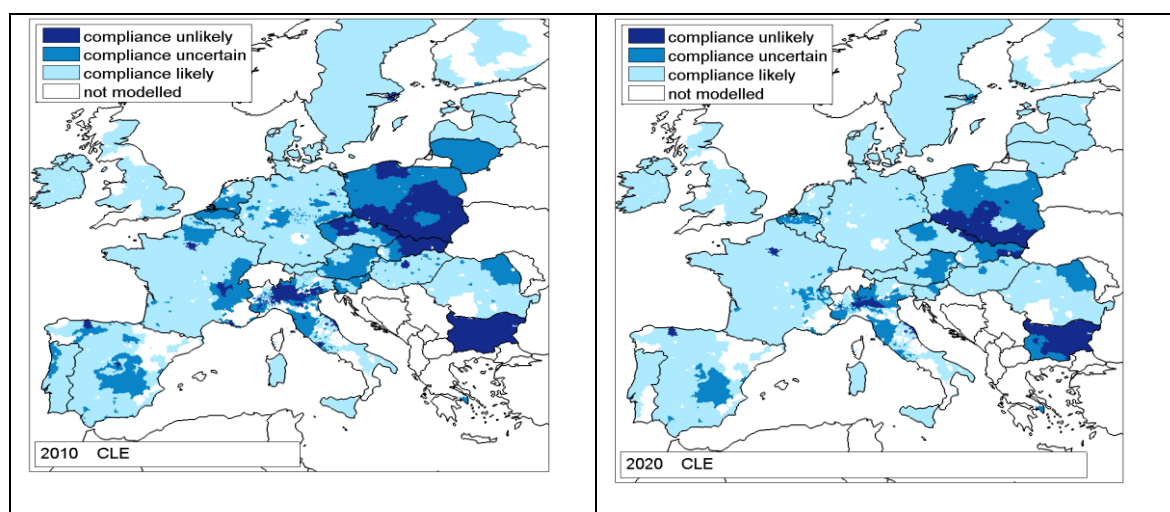 compliance unlikely
compliance uncertain
compliance likely
not modelled
2010 CLE
compliance unlikely
compliance uncertain
compliance likely
not modelled
2020 CLE